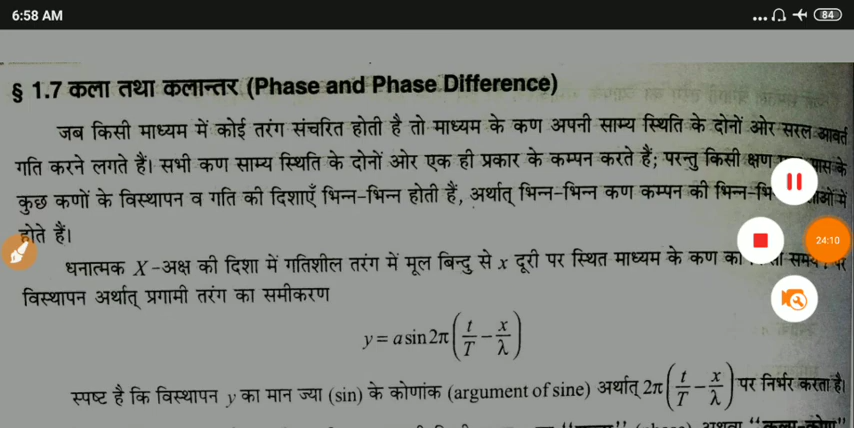 6:58 AM
84
§ 1.7 कला तथा कलान्तर (Phase and Phase Difference)
जब किसी माध्यम में कोई तरंग संचरित होती है तो माध्यम के कण अपनी साम्य स्थिति के दोनों ओर सरल आवर्त
गति करने लगते हैं। सभी कण साम्य स्थिति के दोनों ओर एक ही प्रकार के कम्पन करते हैं; परन्तु किसी क्षण के
कुछ कणों के विस्थापन व गति की दिशाएँ भिन्न-भिन्न होती हैं, अर्थात् भिन्न-भिन्न कण कम्पन की में
होते हैं।
24:10
धनात्मक X-अक्ष की दिशा में गतिशील तरंग में मूल बिन्दु से x दूरी पर स्थित माध्यम के कण का पर
विस्थापन अर्थात् प्रगामी तरंग का समीकरण
y = a sin 2π (t/T − x/λ)
स्पष्ट है कि विस्थापन y का मान ज्या (sin) के कोणांक (argument of sine) अर्थात् 2π (t/T − x/λ) पर निर्भर करता है।